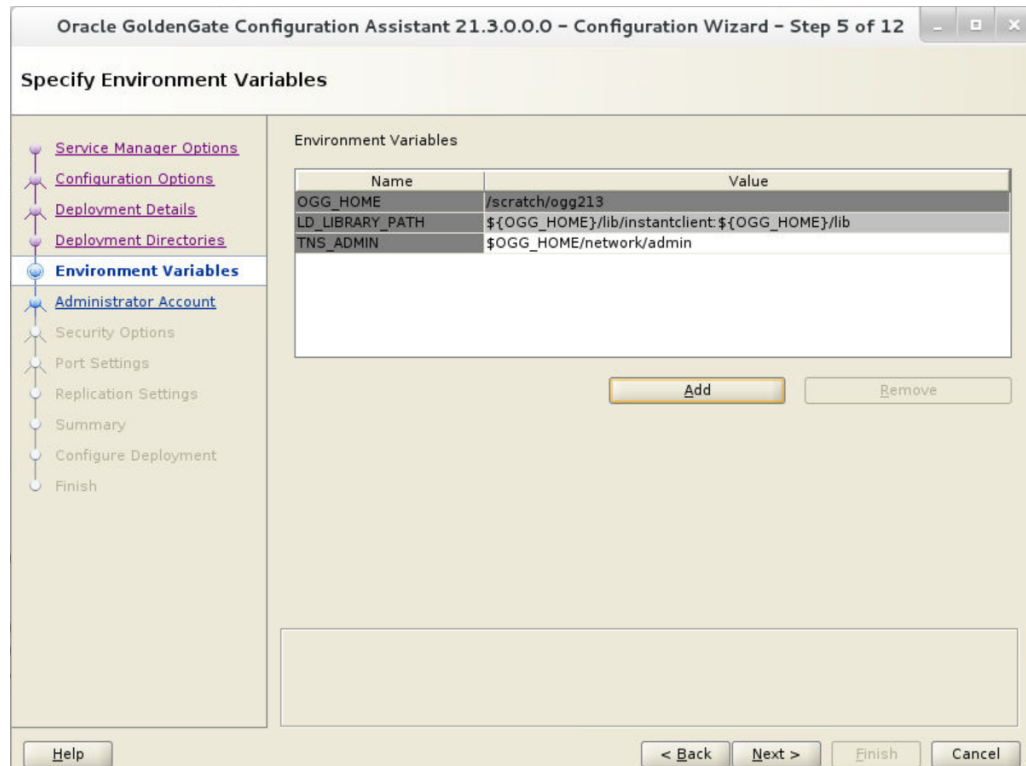 Oracle GoldenGate Configuration Assistant 21.3.0.0.0 - Configuration Wizard - Step 5 of 12
Specify Environment Variables
Service Manager Options
Configuration Options
Deployment Details
Deployment Directories
Environment Variables
Administrator Account
Security Options
Port Settings
Replication Settings
Summary
Configure Deployment
Finish
Environment Variables
Name Value
OGG_HOME /scratch/ogg213
LD_LIBRARY_PATH ${OGG_HOME}/lib/instantclient:${OGG_HOME}/lib
TNS_ADMIN $OGG_HOME/network/admin
Add Remove
Help < Back Next > Finish Cancel